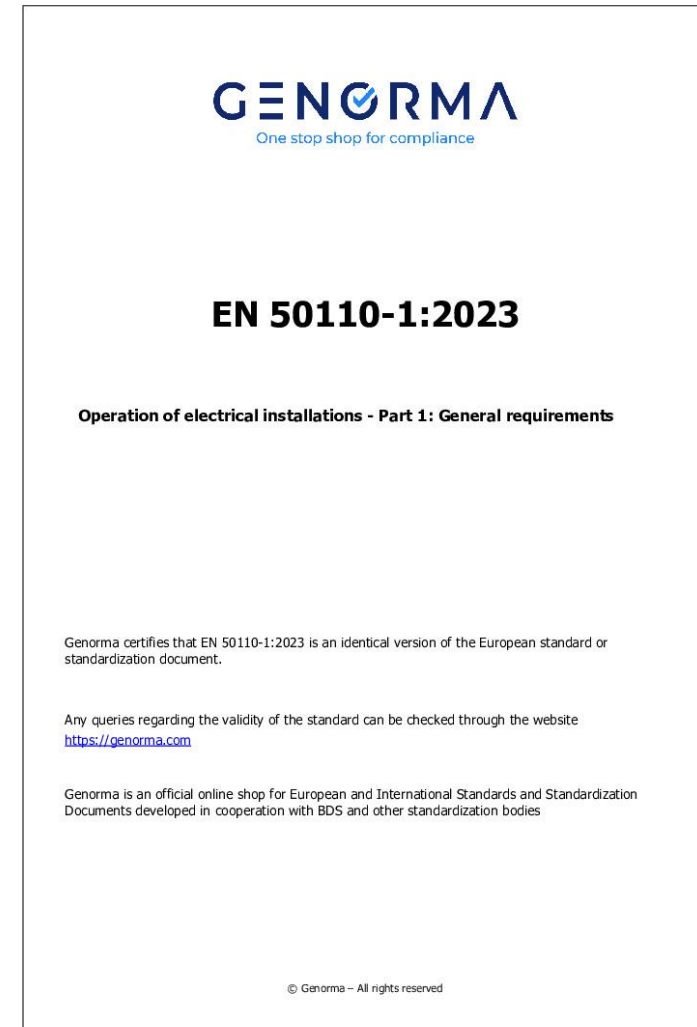 GENORMA
One stop shop for compliance
EN 50110-1:2023
Operation of electrical installations - Part 1: General requirements
Genorma certifies that EN 50110-1:2023 is an identical version of the European standard or
standardization document.
Any queries regarding the validity of the standard can be checked through the website
https://genorma.com
Genorma is an official online shop for European and International Standards and Standardization
Documents developed in cooperation with BDS and other standardization bodies
© Genorma – All rights reserved